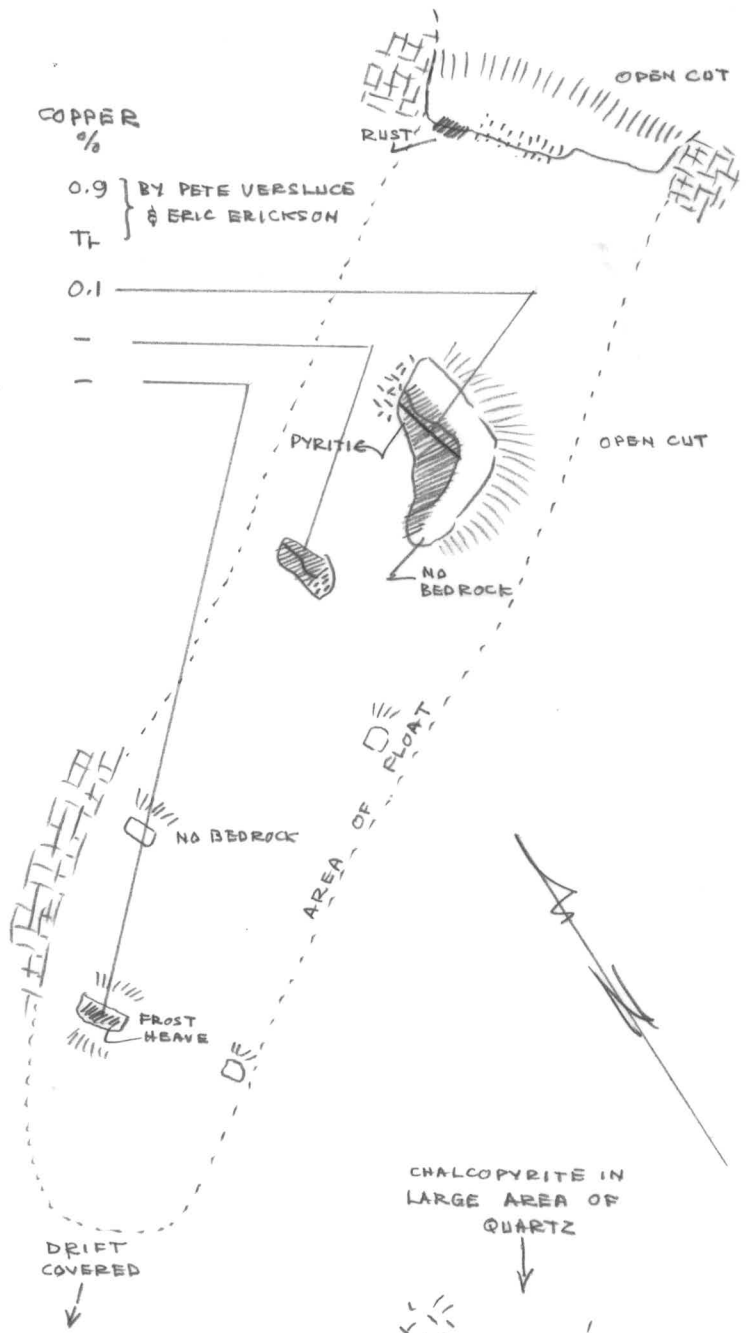 OPEN CUT
COPPER
%
RUST
0.9
BY PETE VERSLUCE
& ERIC ERICKSON
Tr
0.1
-
-
PYRITIC
OPEN CUT
NO
BEDROCK
AREA OF FLOAT
NO BEDROCK
FROST
HEAVE
CHALCOPYRITE IN
LARGE AREA OF
QUARTZ
DRIFT
COVERED